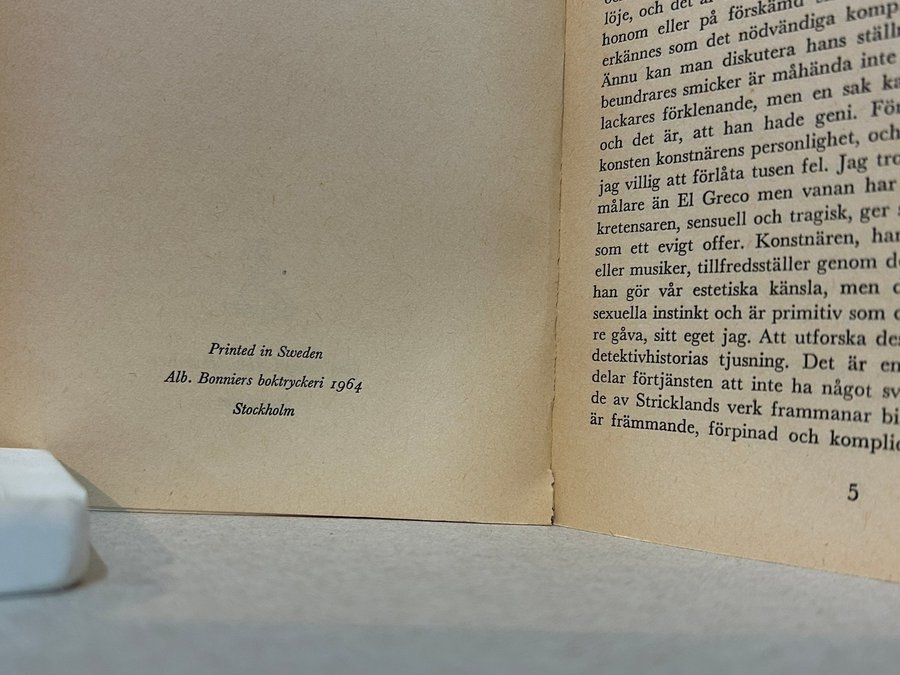 Printed in Sweden
Alb. Bonniers boktryckeri 1964
Stockholm
löje, och det
honom eller på förskämd
erkännes som det nödvändiga
Ännu kan man diskutera hans
beundrares smicker är måhända inte
lackares förklenande, men en sak
och det är, att han hade geni.
konsten konstnärens personlighet, och
jag villig att förlåta tusen fel. Jag
målare än El Greco men vanan har
kretensaren, sensuell och tragisk, ger
som ett evigt offer. Konstnären,
eller musiker, tillfredsställer genom
han gör vår estetiska känsla, men
sexuella instinkt och är primitiv som
re gåva, sitt eget jag. Att utforska
detektivhistorias tjusning. Det är
delar förtjänsten att inte ha något
de av Stricklands verk frammanar
är främmande, förpinad och
5